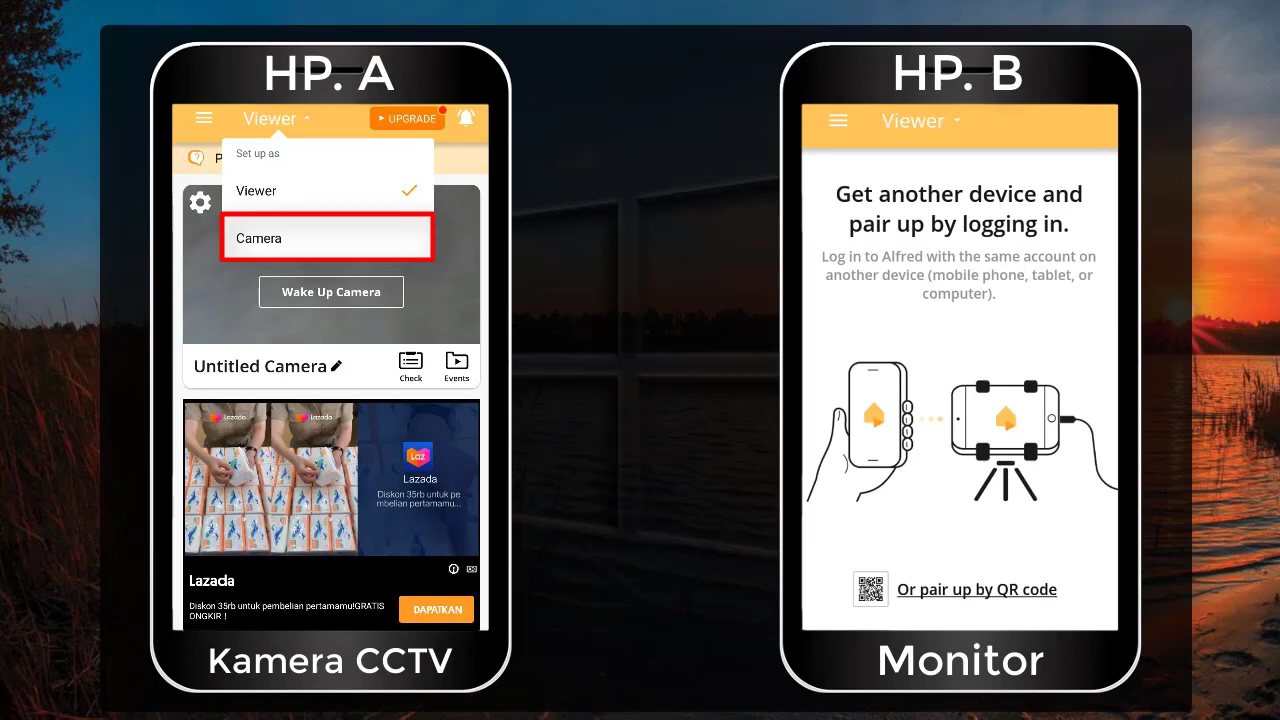 HP. A
Viewer
UPGRADE
Set up as
Viewer
Camera
Wake Up Camera
Untitled Camera
Check
Events
Lazada
Lazada
Laz
Lazada
Diskon 35rb untuk pe
mbelian pertamamu...
Lazada
AD
Diskon 35rb untuk pembelian pertamamu!GRATIS
ONGKIR !
DAPATKAN
Kamera CCTV
HP. B
Viewer
Get another device and
pair up by logging in.
Log in to Alfred with the same account on
another device (mobile phone, tablet, or
computer).
Or pair up by QR code
Monitor